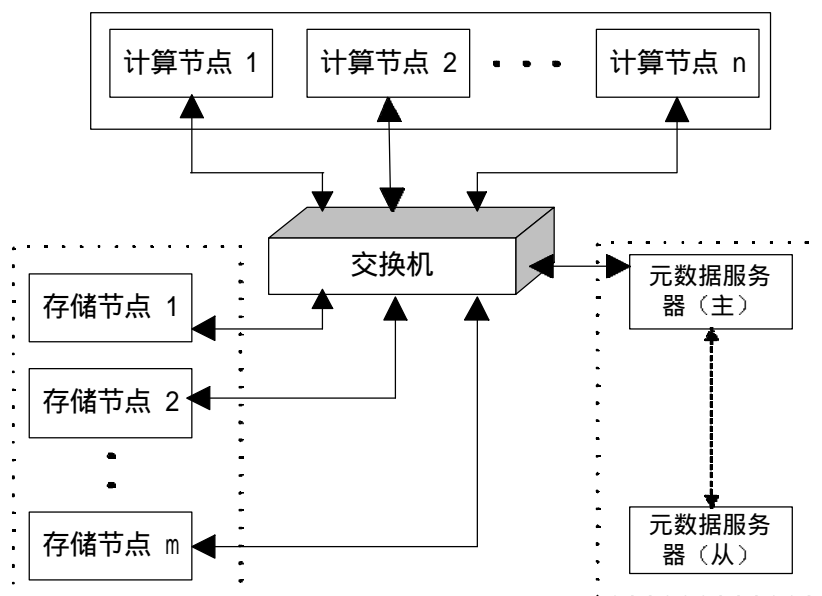 计算节点 1
计算节点 2
计算节点 n
交换机
存储节点 1
存储节点 2
存储节点 m
元数据服务
器（主）
元数据服务
器（从）